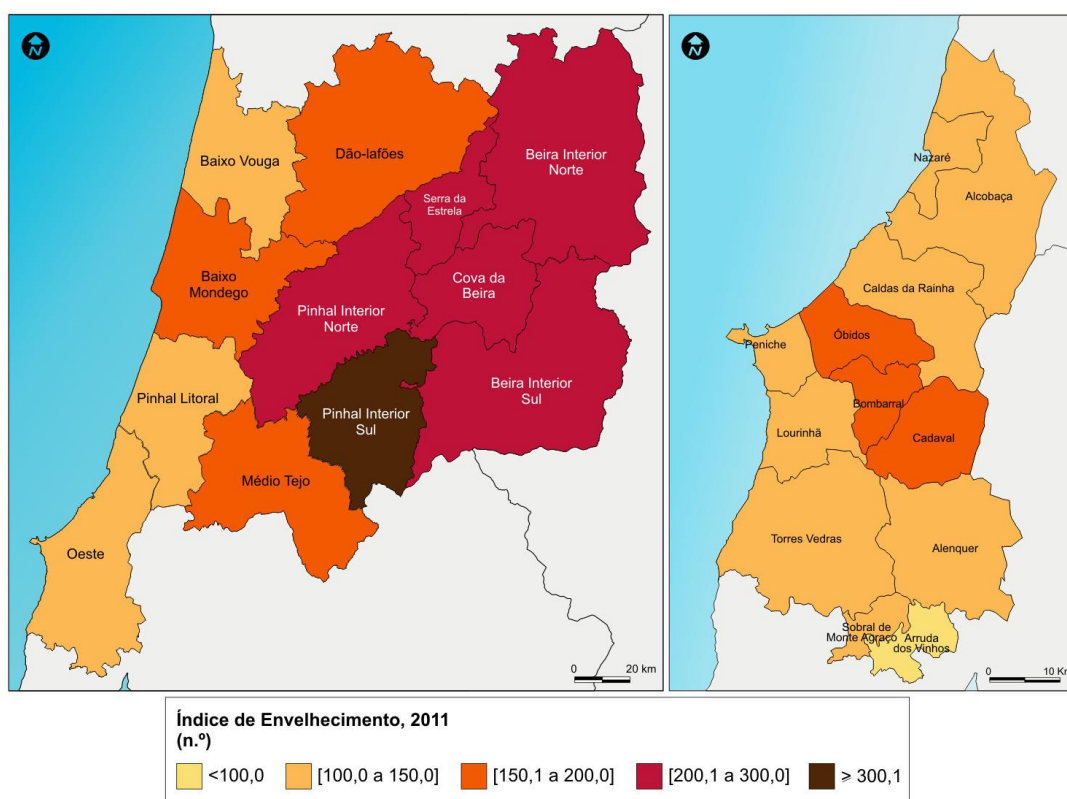 N
Baixo Vouga
Dão-lafões
Beira Interior
Norte
Serra da
Estrela
Baixo
Mondego
Cova da
Beira
Pinhal Interior
Norte
Pinhal Litoral
Beira Interior
Sul
Pinhal Interior
Sul
Médio Tejo
Oeste
0 20 km
N
Nazaré
Alcobaça
Caldas da Rainha
Óbidos
Peniche
Bombarral
Lourinhã
Cadaval
Torres Vedras
Alenquer
Sobral de
Monte Agraço
Arruda
dos Vinhos
0 10 Km
Índice de Envelhecimento, 2011
(n.º)
<100,0 [100,0 a 150,0] [150,1 a 200,0] [200,1 a 300,0] ≥ 300,1